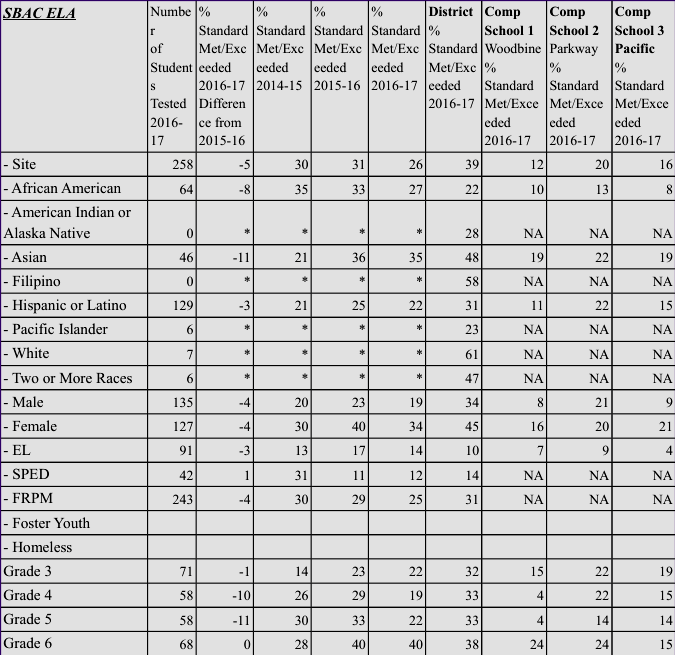 SBAC ELA | Number of Students Tested 2016-17 | % Standard Met/Exceeded 2016-17 Difference from 2015-16 | % Standard Met/Exceeded 2014-15 | % Standard Met/Exceeded 2015-16 | % Standard Met/Exceeded 2016-17 | District % Standard Met/Exceeded 2016-17 | Comp School 1 Woodbine % Standard Met/Exceeded 2016-17 | Comp School 2 Parkway % Standard Met/Exceeded 2016-17 | Comp School 3 Pacific % Standard Met/Exceeded 2016-17
- Site 258 -5 30 31 26 39 12 20 16
- African American 64 -8 35 33 27 22 10 13 8
- American Indian or
Alaska Native 0 * * * * 28 NA NA NA
- Asian 46 -11 21 36 35 48 19 22 19
- Filipino 0 * * * * 58 NA NA NA
- Hispanic or Latino 129 -3 21 25 22 31 11 22 15
- Pacific Islander 6 * * * * 23 NA NA NA
- White 7 * * * * 61 NA NA NA
- Two or More Races 6 * * * * 47 NA NA NA
- Male 135 -4 20 23 19 34 8 21 9
- Female 127 -4 30 40 34 45 16 20 21
- EL 91 -3 13 17 14 10 7 9 4
- SPED 42 1 31 11 12 14 NA NA NA
- FRPM 243 -4 30 29 25 31 NA NA NA
- Foster Youth
- Homeless
Grade 3 71 -1 14 23 22 32 15 22 19
Grade 4 58 -10 26 29 19 33 4 22 15
Grade 5 58 -11 30 33 22 33 4 14 14
Grade 6 68 0 28 40 40 38 24 24 15